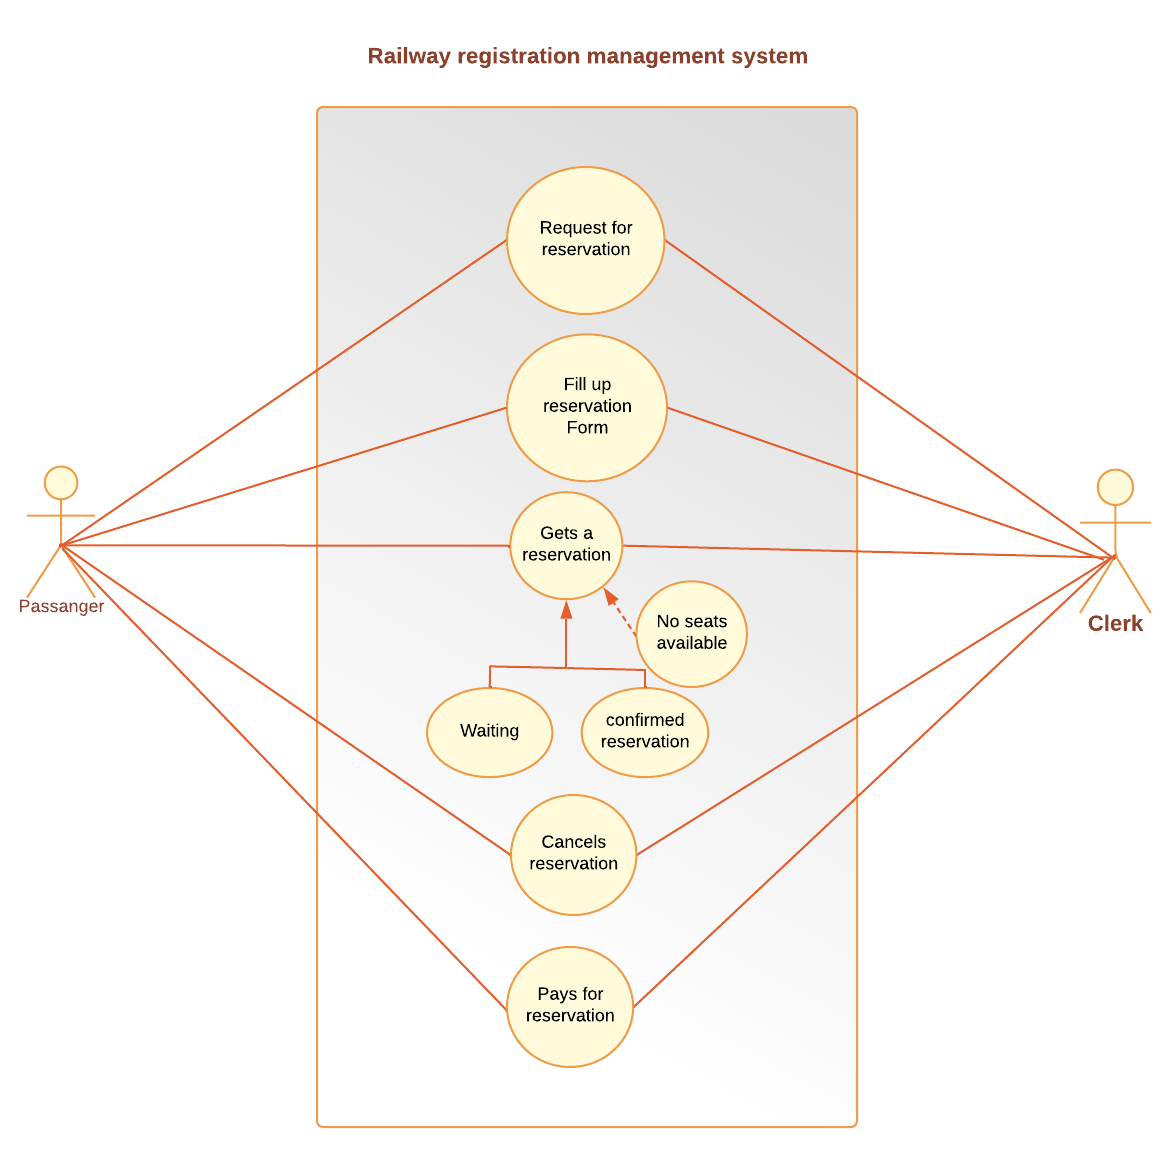 Railway registration management system
Request for
reservation
Fill up
reservation
Form
Gets a
reservation
Passanger
No seats
available
Clerk
Waiting
confirmed
reservation
Cancels
reservation
Pays for
reservation